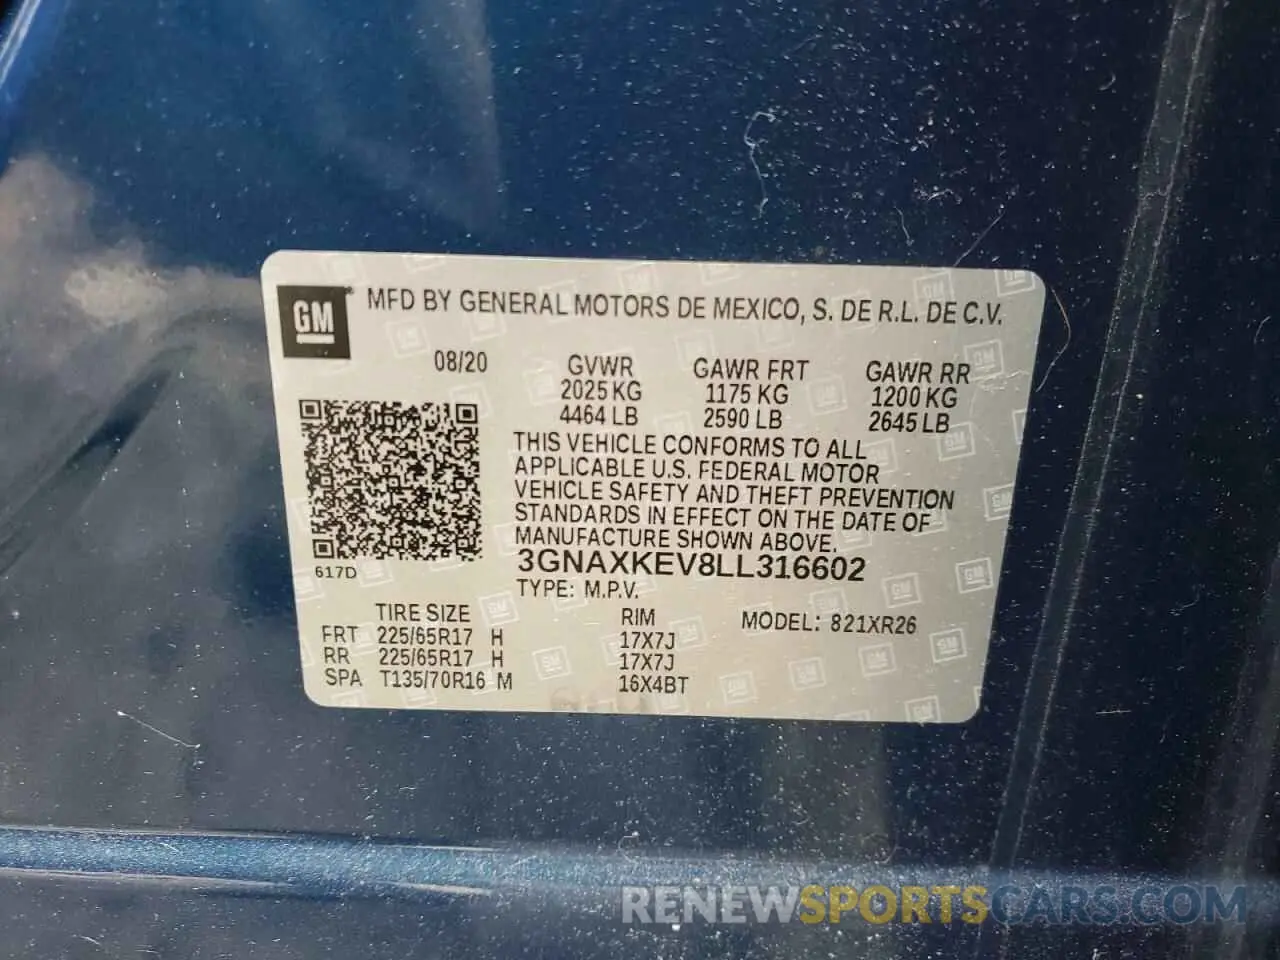 GM ® MFD BY GENERAL MOTORS DE MEXICO, S. DE R.L. DE C.V.
08/20 GVWR GAWR FRT GAWR RR
2025 KG 1175 KG 1200 KG
4464 LB 2590 LB 2645 LB
THIS VEHICLE CONFORMS TO ALL
APPLICABLE U.S. FEDERAL MOTOR
VEHICLE SAFETY AND THEFT PREVENTION
STANDARDS IN EFFECT ON THE DATE OF
MANUFACTURE SHOWN ABOVE.
3GNAXKEV8LL316602
617D
TYPE: M.P.V.
TIRE SIZE RIM MODEL: 821XR26
FRT 225/65R17 H 17X7J
RR 225/65R17 H 17X7J
SPA T135/70R16 M 16X4BT
RENEWSPORTSCARS.COM